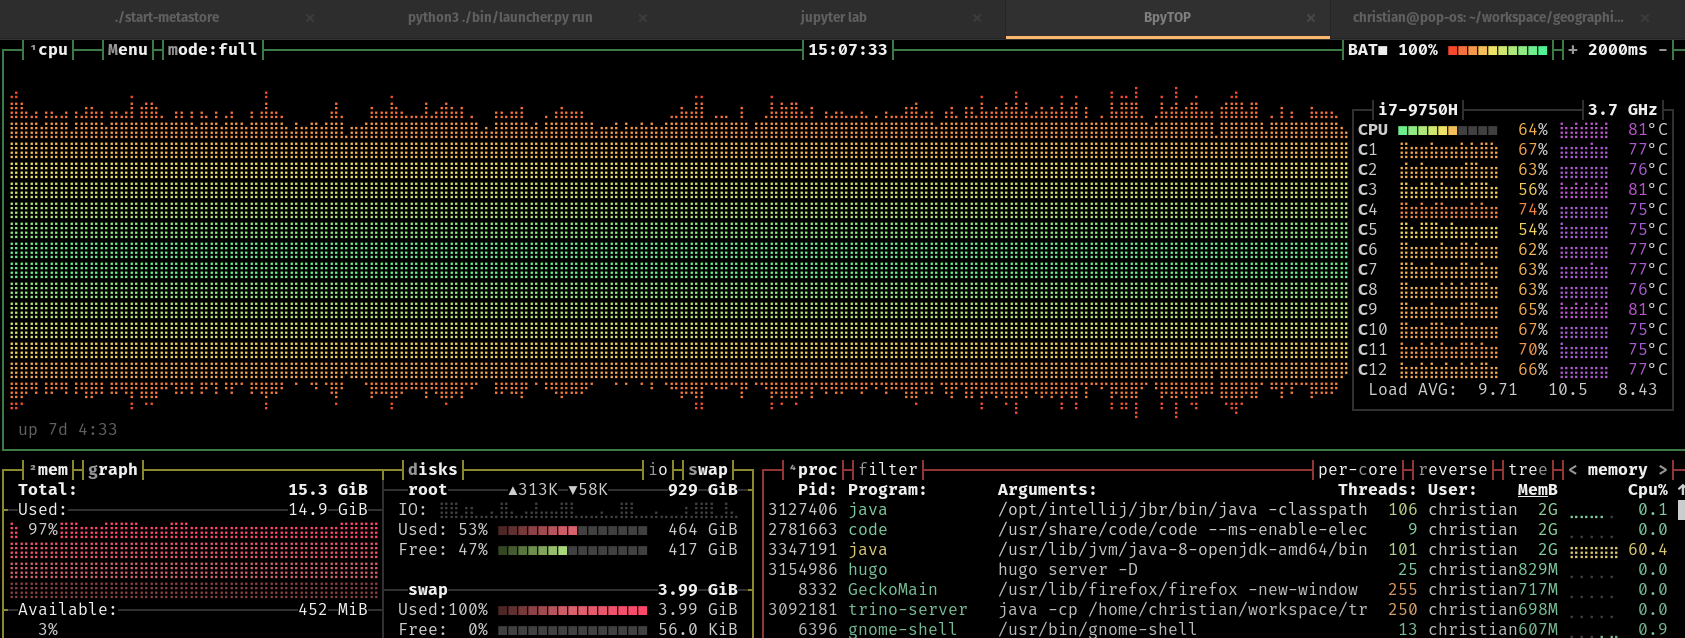 ./start-metastore × python3 ./bin/launcher.py run × jupyter lab × BpyTOP × christian@pop-os: ~/workspace/geographi... ×
¹cpu Menu mode:full 15:07:33 BAT■ 100% + 2000ms -
i7-9750H 3.7 GHz
CPU 64% 81°C
C1 67% 77°C
C2 63% 76°C
C3 56% 81°C
C4 74% 75°C
C5 54% 75°C
C6 62% 77°C
C7 63% 77°C
C8 63% 76°C
C9 65% 81°C
C10 67% 75°C
C11 70% 75°C
C12 66% 77°C
Load AVG: 9.71 10.5 8.43
up 7d 4:33
²mem graph
Total: 15.3 GiB
Used: 14.9 GiB
97%
Available: 452 MiB
3%
disks io swap
root ▲313K ▼58K 929 GiB
IO:
Used: 53% 464 GiB
Free: 47% 417 GiB
swap 3.99 GiB
Used:100% 3.99 GiB
Free: 0% 56.0 KiB
⁴proc filter per-core reverse tree < memory >
Pid: Program: Arguments: Threads: User: MemB Cpu% ↑
3127406 java /opt/intellij/jbr/bin/java -classpath 106 christian 2G 0.1
2781663 code /usr/share/code/code --ms-enable-elec 9 christian 2G 0.0
3347191 java /usr/lib/jvm/java-8-openjdk-amd64/bin 101 christian 2G 60.4
3154986 hugo hugo server -D 25 christian829M 0.0
8332 GeckoMain /usr/lib/firefox/firefox -new-window 255 christian717M 0.0
3092181 trino-server java -cp /home/christian/workspace/tr 250 christian698M 0.0
6396 gnome-shell /usr/bin/gnome-shell 13 christian607M 0.9